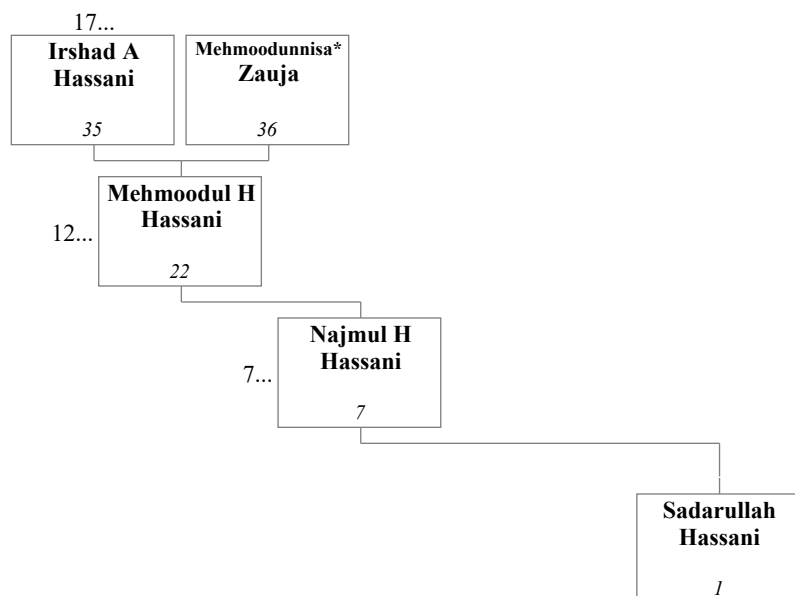 17...
Irshad A
Hassani
35
Mehmoodunnisa*
Zauja
36
12...
Mehmoodul H
Hassani
22
7...
Najmul H
Hassani
7
Sadarullah
Hassani
1